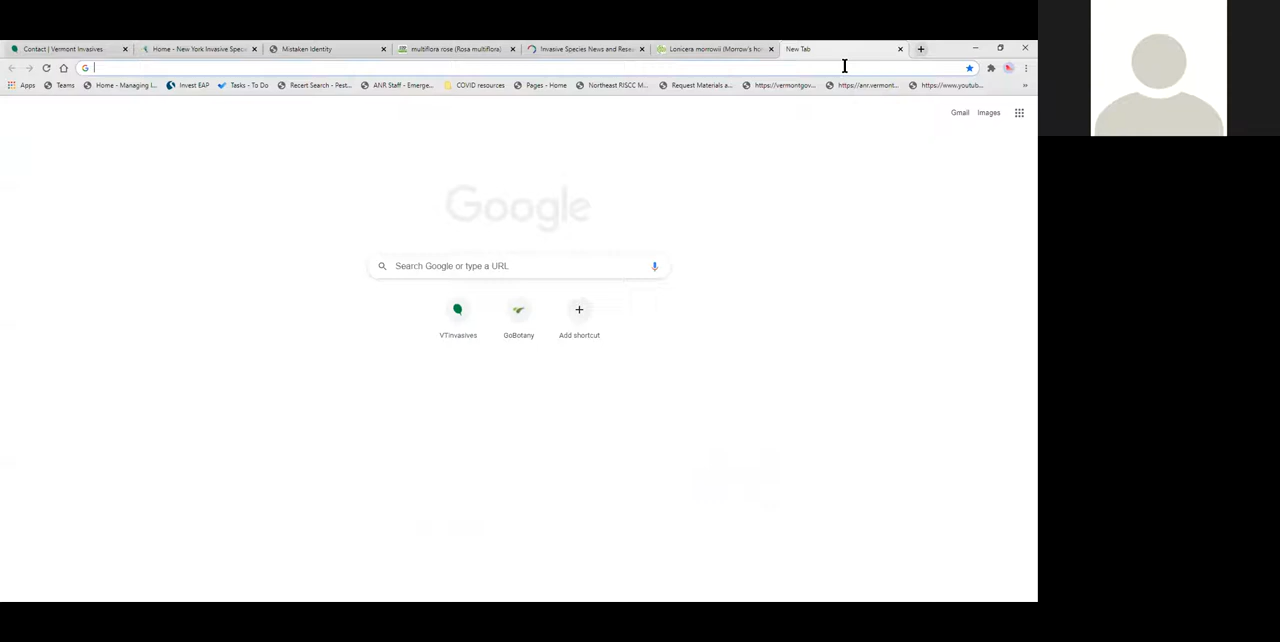 Contact | Vermont Invasives
Home - New York Invasive Speci
Mistaken Identity
multiflora rose (Rosa multiflora)
Invasive Species News and Resea
Lonicera morrowii (Morrow's ho
New Tab
Apps
Teams
Home - Managing I...
Invest EAP
Tasks - To Do
Recent Search - Pest...
ANR Staff - Emerge...
COVID resources
Pages - Home
Northeast RISCC M...
Request Materials a...
https://vermontgov...
https://anr.vermont...
https://www.youtub...
Gmail
Images
Google
Search Google or type a URL
VTinvasives
GoBotany
Add shortcut